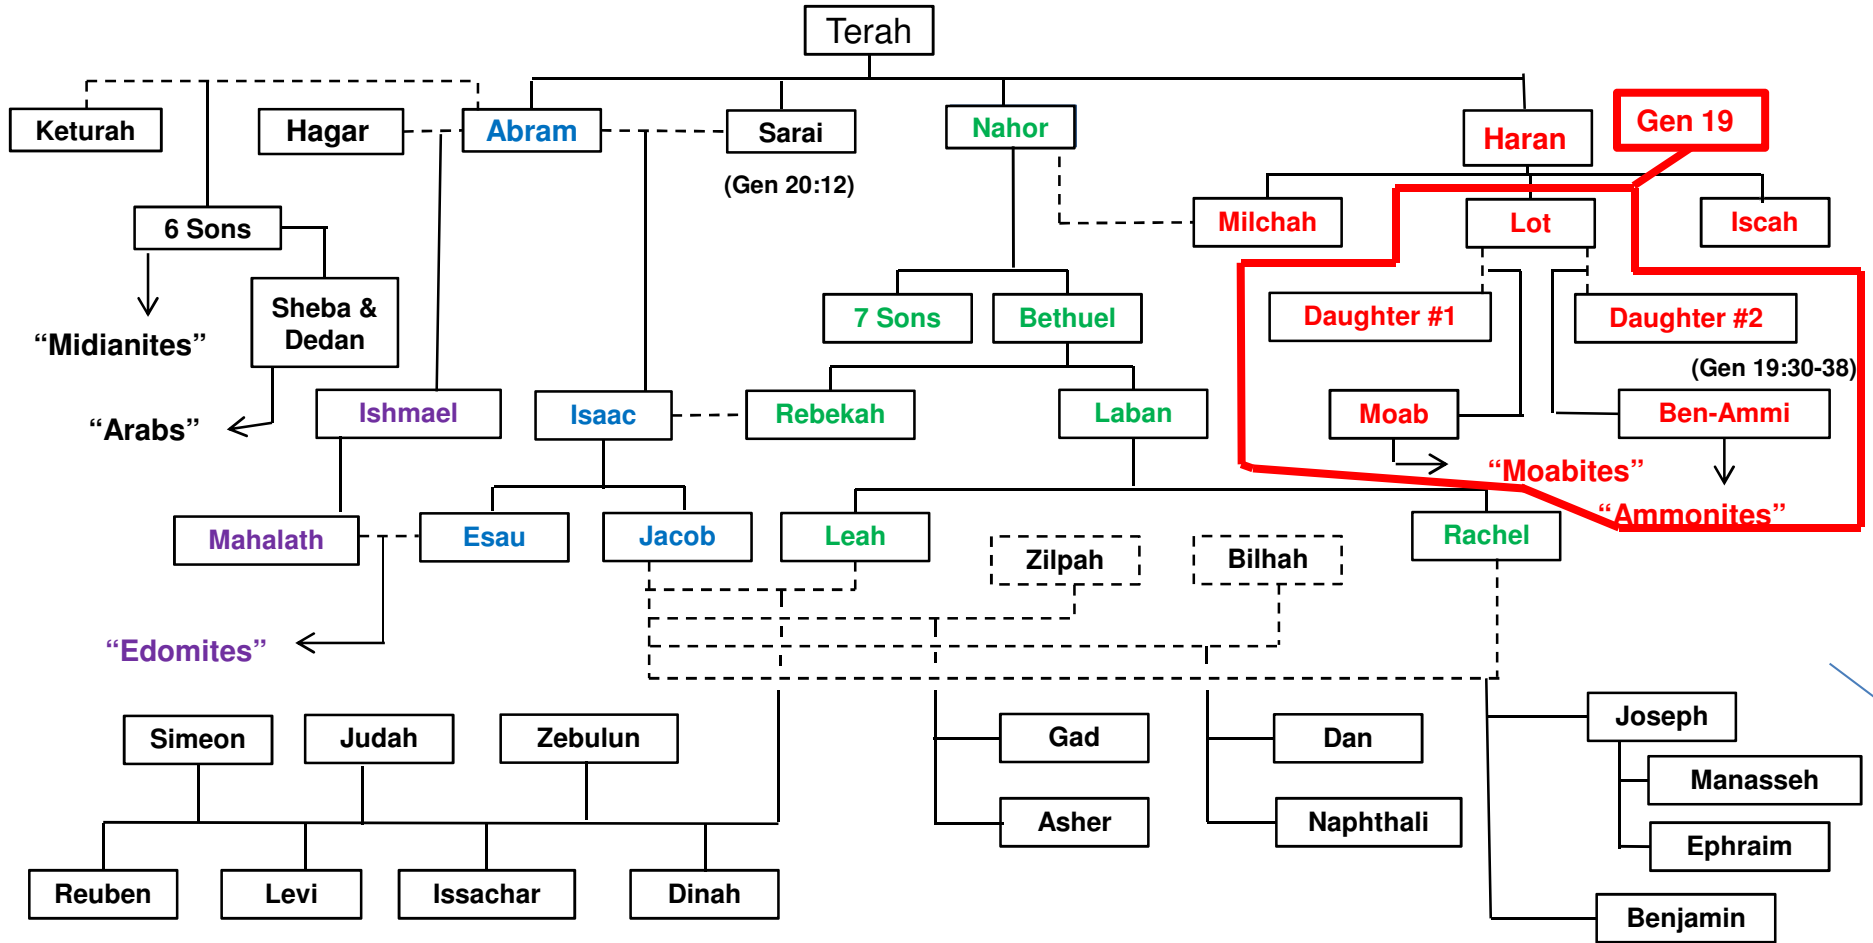 Terah
Keturah
Hagar
Abram
Sarai
Nahor
Haran
Gen 19
(Gen 20:12)
6 Sons
Milchah
Lot
Iscah
Sheba &
Dedan
7 Sons
Bethuel
Daughter #1
Daughter #2
“Midianites”
(Gen 19:30-38)
“Arabs”
Ishmael
Isaac
Rebekah
Laban
Moab
Ben-Ammi
“Moabites”
“Ammonites”
Mahalath
Esau
Jacob
Leah
Zilpah
Bilhah
Rachel
“Edomites”
Simeon
Judah
Zebulun
Gad
Dan
Joseph
Manasseh
Asher
Naphthali
Ephraim
Reuben
Levi
Issachar
Dinah
Benjamin